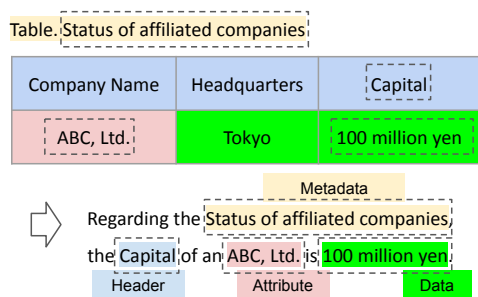 Table. Status of affiliated companies
Company Name Headquarters Capital
ABC, Ltd. Tokyo 100 million yen
Metadata
Regarding the Status of affiliated companies,
the Capital of an ABC, Ltd. is 100 million yen.
Header Attribute Data